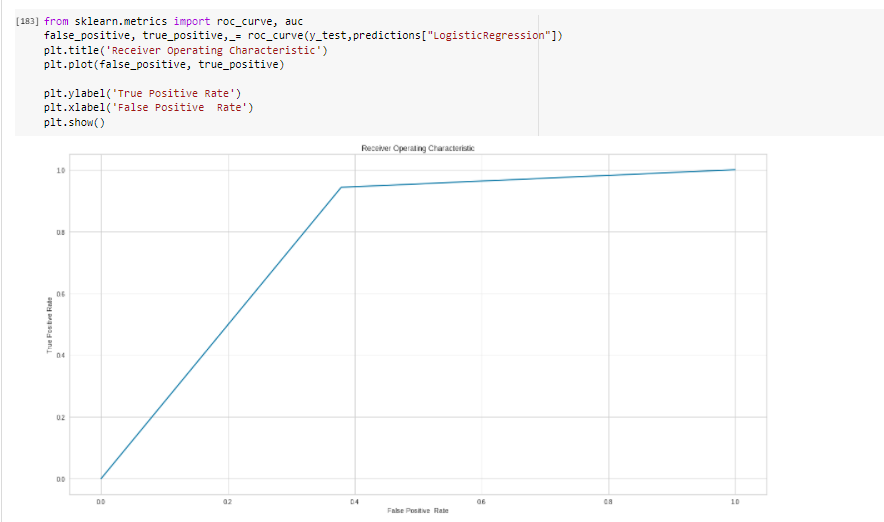 [183] from sklearn.metrics import roc_curve, auc
false_positive, true_positive,_= roc_curve(y_test,predictions["LogisticRegression"])
plt.title('Receiver Operating Characteristic')
plt.plot(false_positive, true_positive)
plt.ylabel('True Positive Rate')
plt.xlabel('False Positive  Rate')
plt.show()
Receiver Operating Characteristic
1.0
0.8
0.6
0.4
0.2
0.0
True Positive Rate
0.0 0.2 0.4 0.6 0.8 1.0
False Positive  Rate